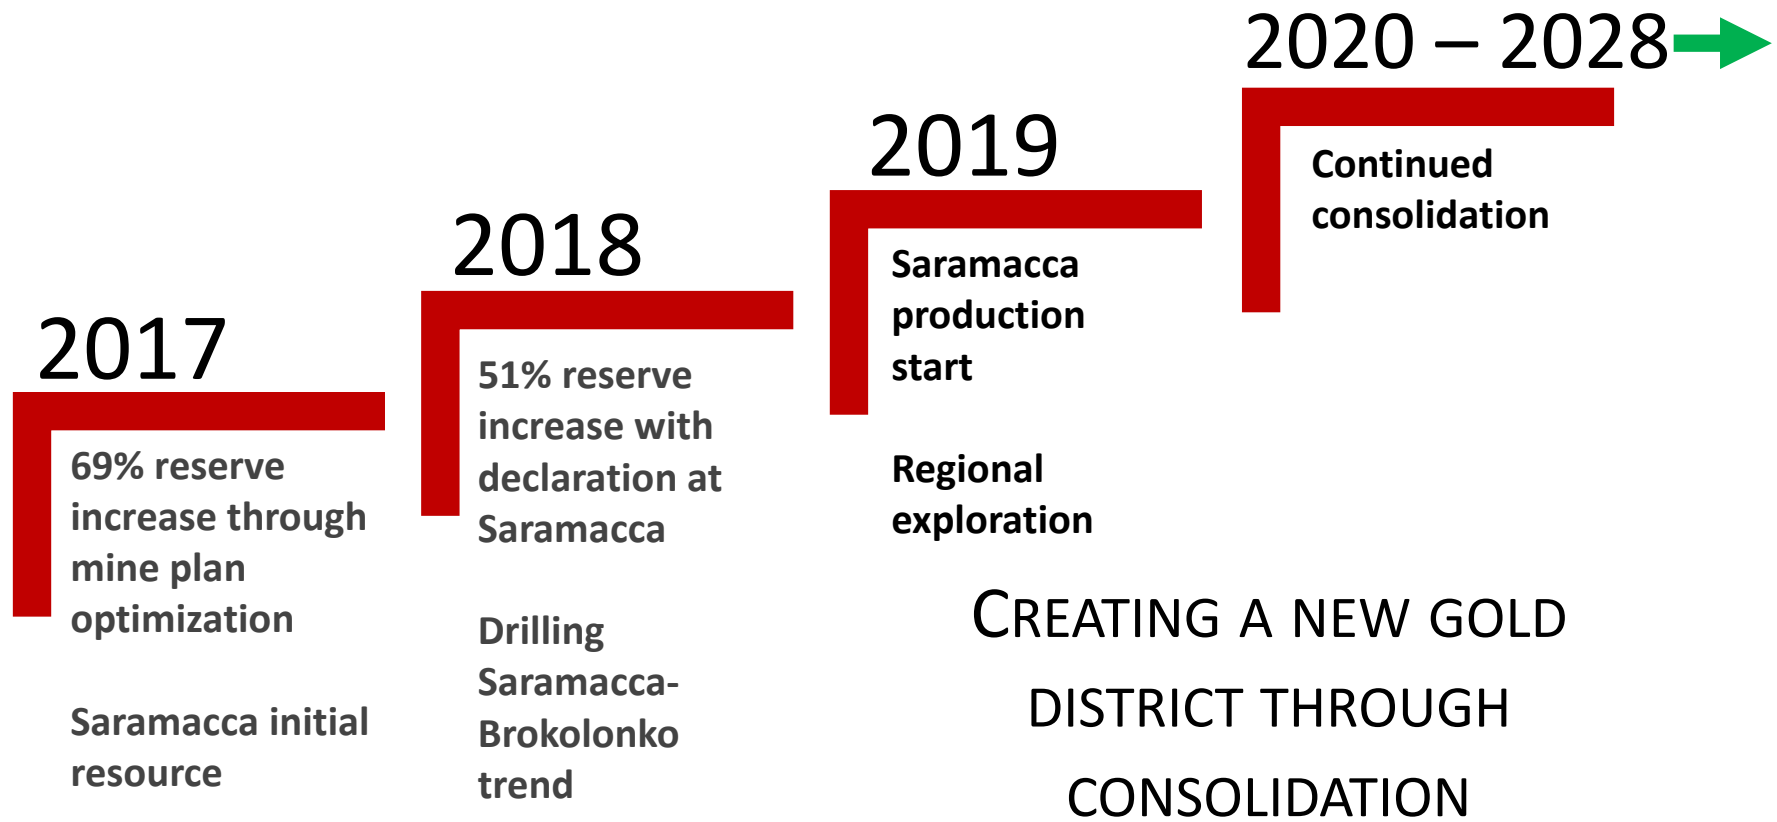 2017
69% reserve
increase through
mine plan
optimization
Saramacca initial
resource
2018
51% reserve
increase with
declaration at
Saramacca
Drilling
Saramacca-
Brokolonko
trend
2019
Saramacca
production
start
Regional
exploration
2020 – 2028
Continued
consolidation
CREATING A NEW GOLD
DISTRICT THROUGH
CONSOLIDATION